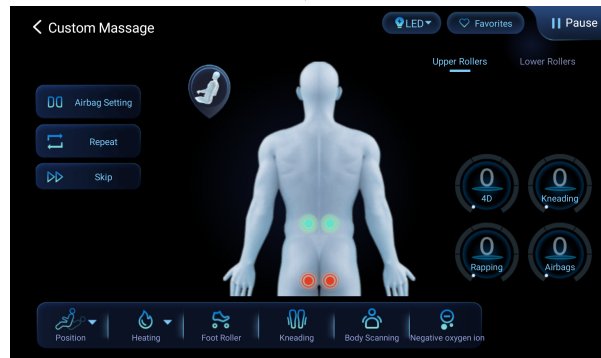 Custom Massage
LED
Favorites
Pause
Upper Rollers
Lower Rollers
Airbag Setting
Repeat
Skip
0
4D
0
Kneading
0
Rapping
0
Airbags
Position
Heating
Foot Roller
Kneading
Body Scanning
Negative oxygen ion